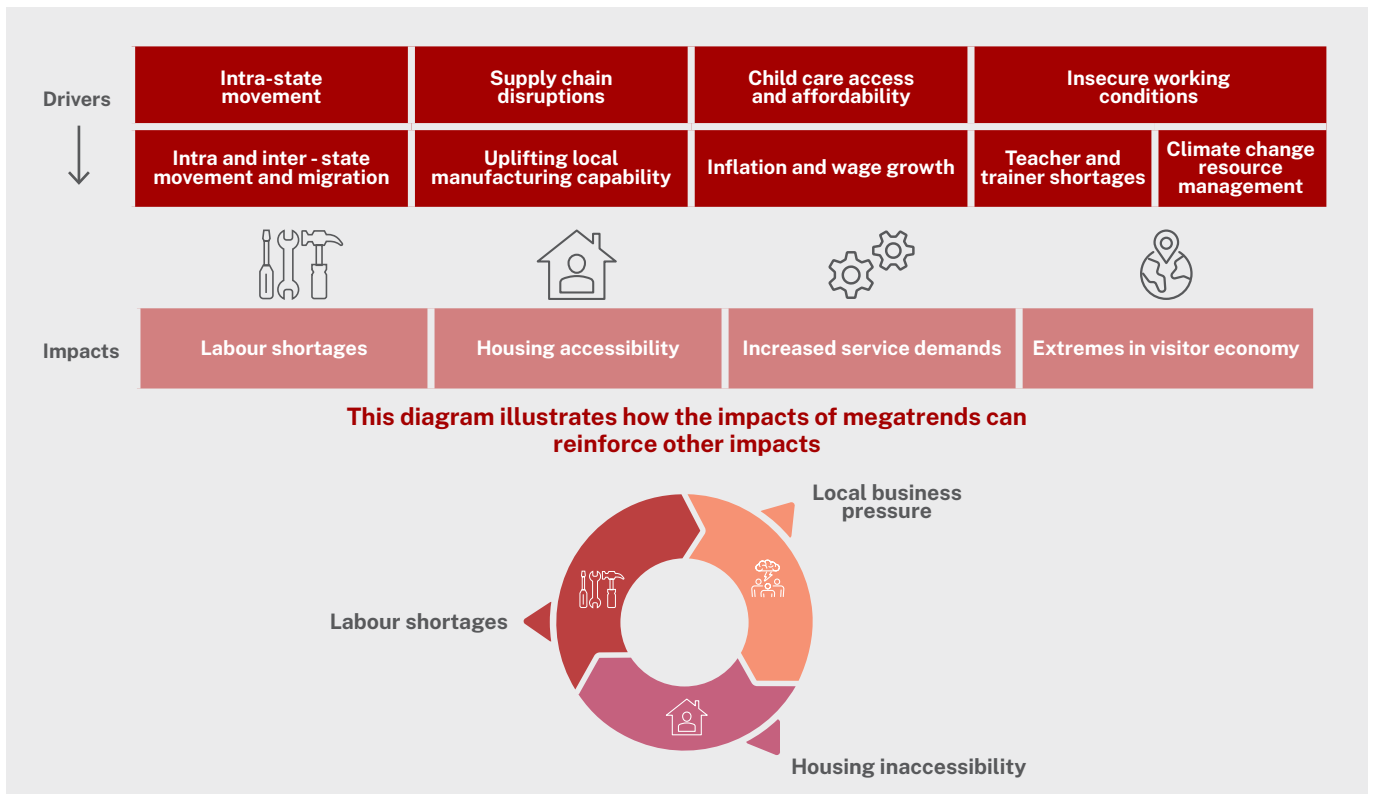 Drivers
Intra-state
movement
Supply chain
disruptions
Child care access
and affordability
Insecure working
conditions
Intra and inter - state
movement and migration
Uplifting local
manufacturing capability
Inflation and wage growth
Teacher and
trainer shortages
Climate change
resource
management
Impacts
Labour shortages
Housing accessibility
Increased service demands
Extremes in visitor economy
This diagram illustrates how the impacts of megatrends can
reinforce other impacts
Local business
pressure
Labour shortages
Housing inaccessibility